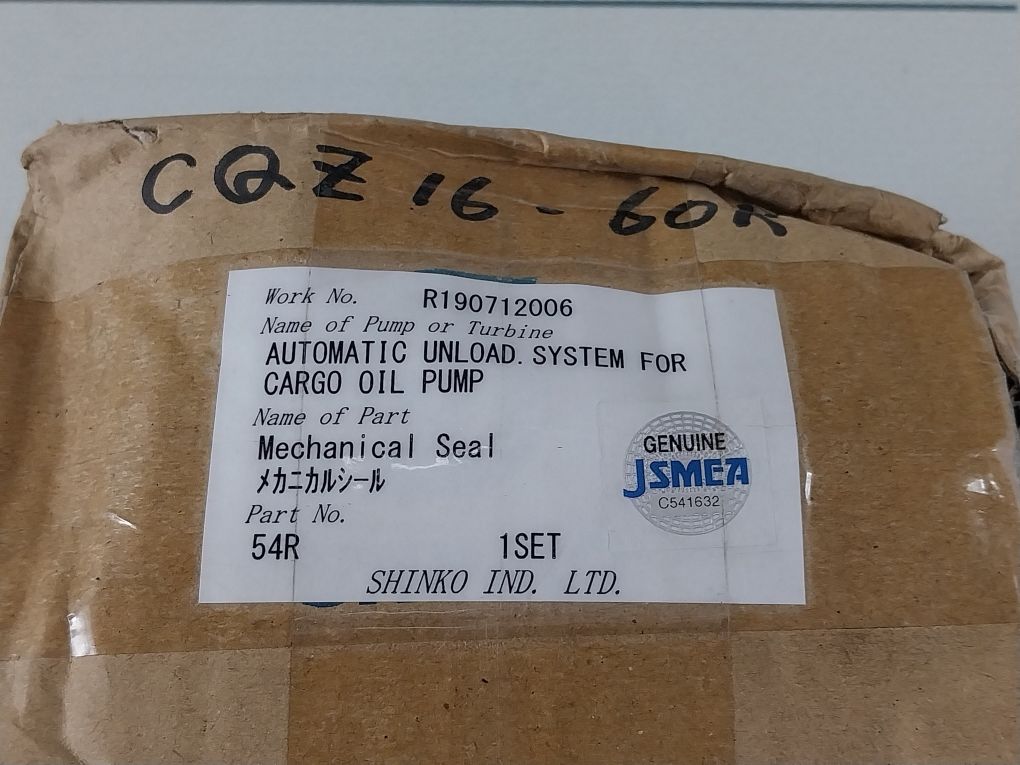 CQZ 16-60R
Work No. R190712006
Name of Pump or Turbine
AUTOMATIC UNLOAD. SYSTEM FOR
CARGO OIL PUMP
Name of Part
Mechanical Seal
メカニカルシール
Part No.
54R 1SET
SHINKO IND. LTD.
GENUINE
JSMEA
C541632